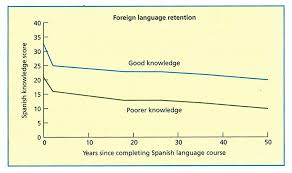 Foreign language retention
Spanish knowledge score
40
35
30
25
20
15
10
5
0
Good knowledge
Poorer knowledge
0 10 20 30 40 50
Years since completing Spanish language course